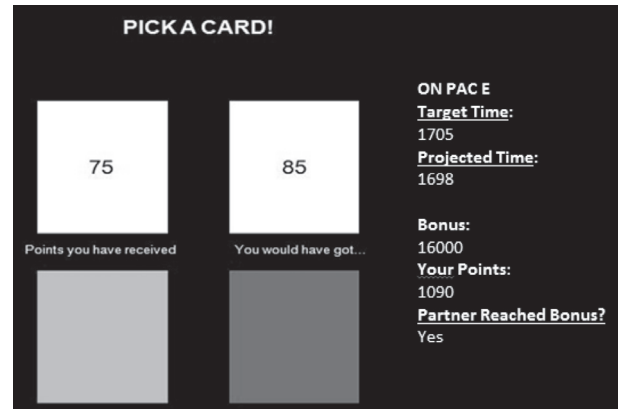 PICK A CARD!
75
85
Points you have received
You would have got...
ON PAC E
Target Time:
1705
Projected Time:
1698
Bonus:
16000
Your Points:
1090
Partner Reached Bonus?
Yes